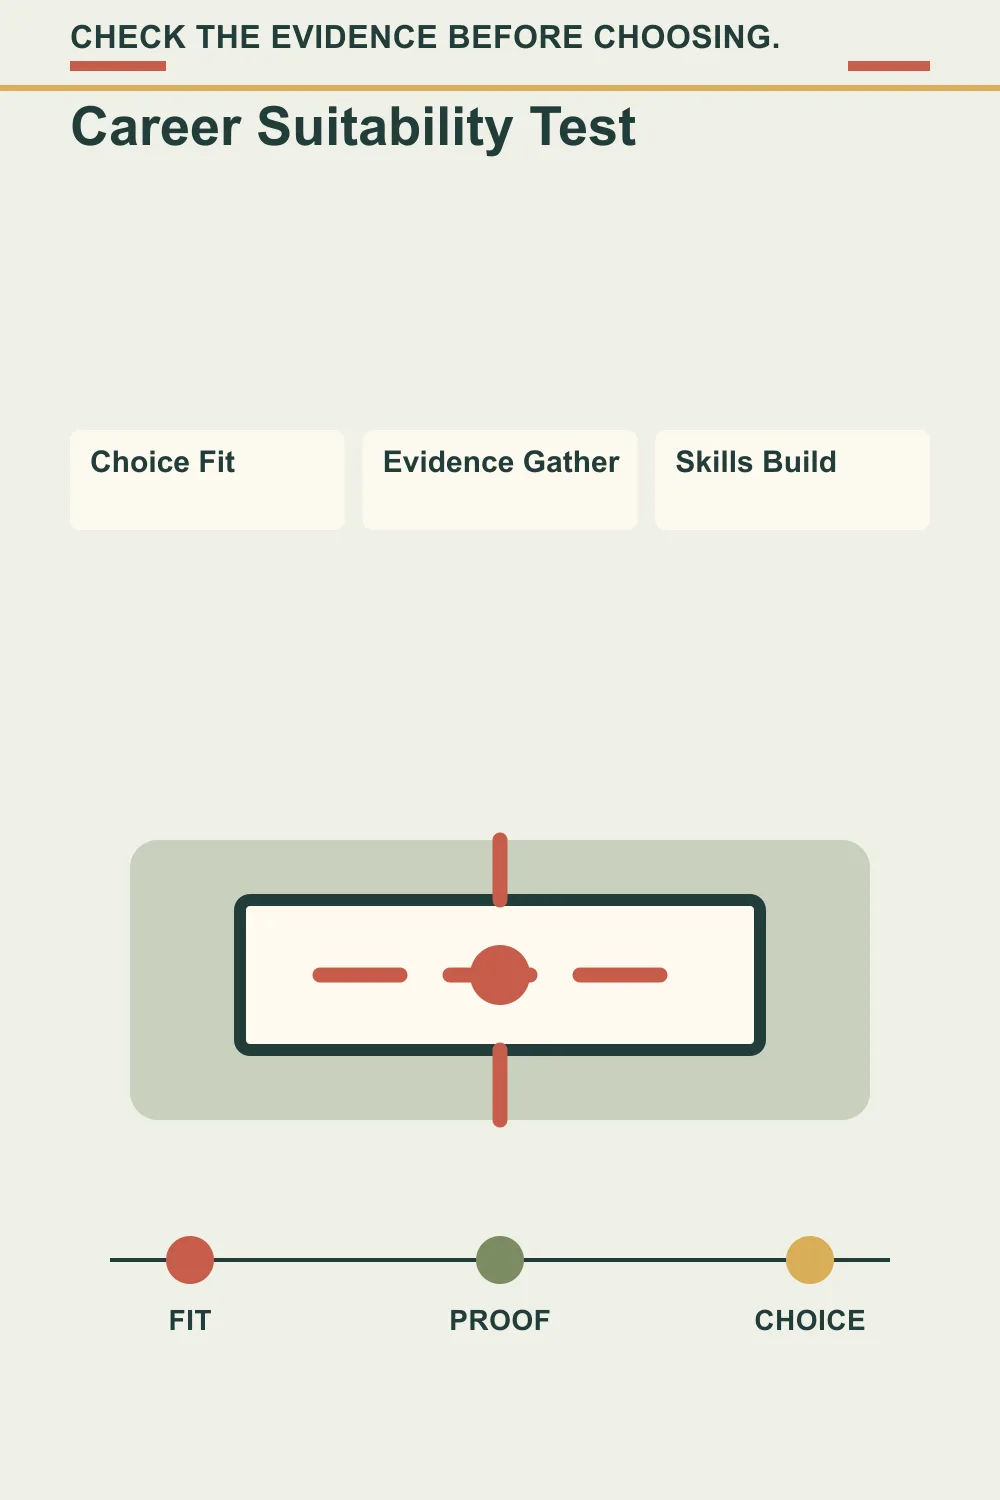 CHECK THE EVIDENCE BEFORE CHOOSING.
Career Suitability Test
Choice Fit
Evidence Gather
Skills Build
FIT
PROOF
CHOICE